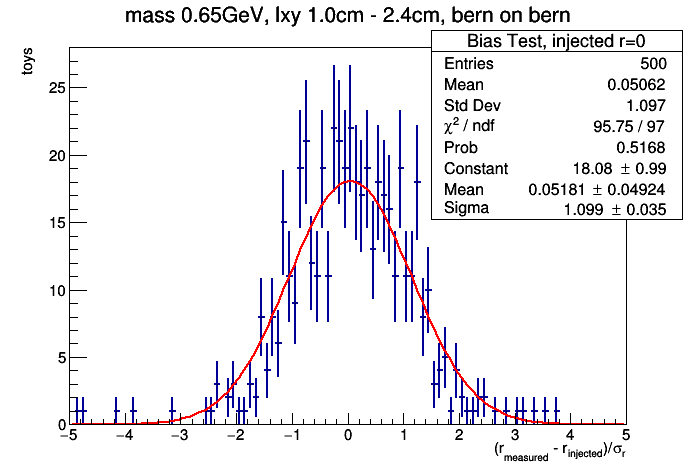 mass 0.65GeV, lxy 1.0cm - 2.4cm, bern on bern
toys
Bias Test, injected r=0
Entries 500
Mean 0.05062
Std Dev 1.097
χ² / ndf 95.75 / 97
Prob 0.5168
Constant 18.08 ± 0.99
Mean 0.05181 ± 0.04924
Sigma 1.099 ± 0.035
25
20
15
10
5
0
−5 −4 −3 −2 −1 0 1 2 3 4 5
(r_measured - r_injected)/σ_r